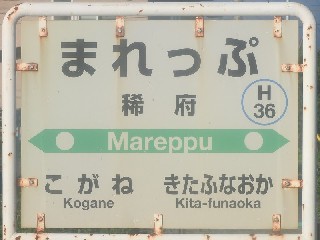 まれっぷ
稀府
H
36
Mareppu
こがね きたふなおか
Kogane Kita-funaoka